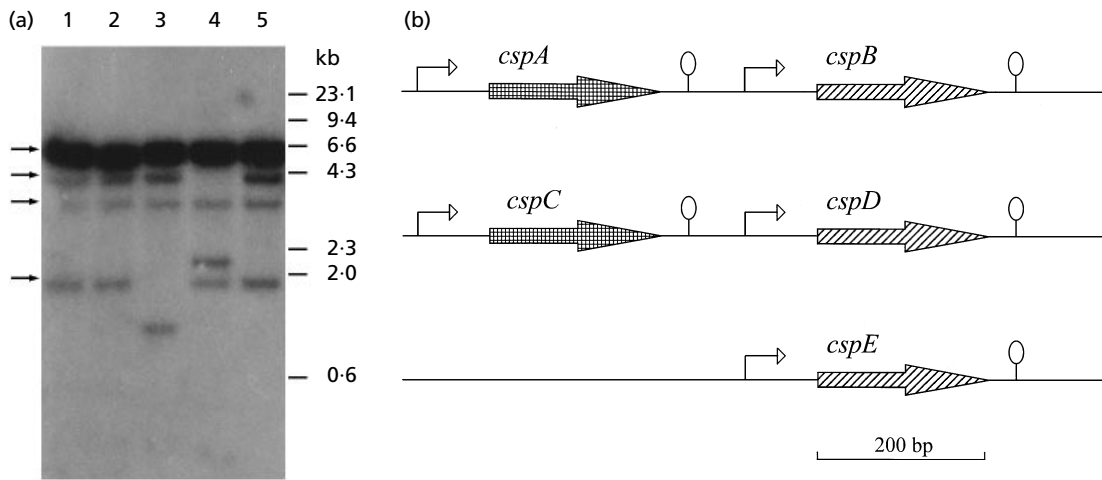 (a) 1 2 3 4 5
kb
23·1
9·4
6·6
4·3
2·3
2·0
0·6
(b)
cspA cspB
cspC cspD
cspE
200 bp